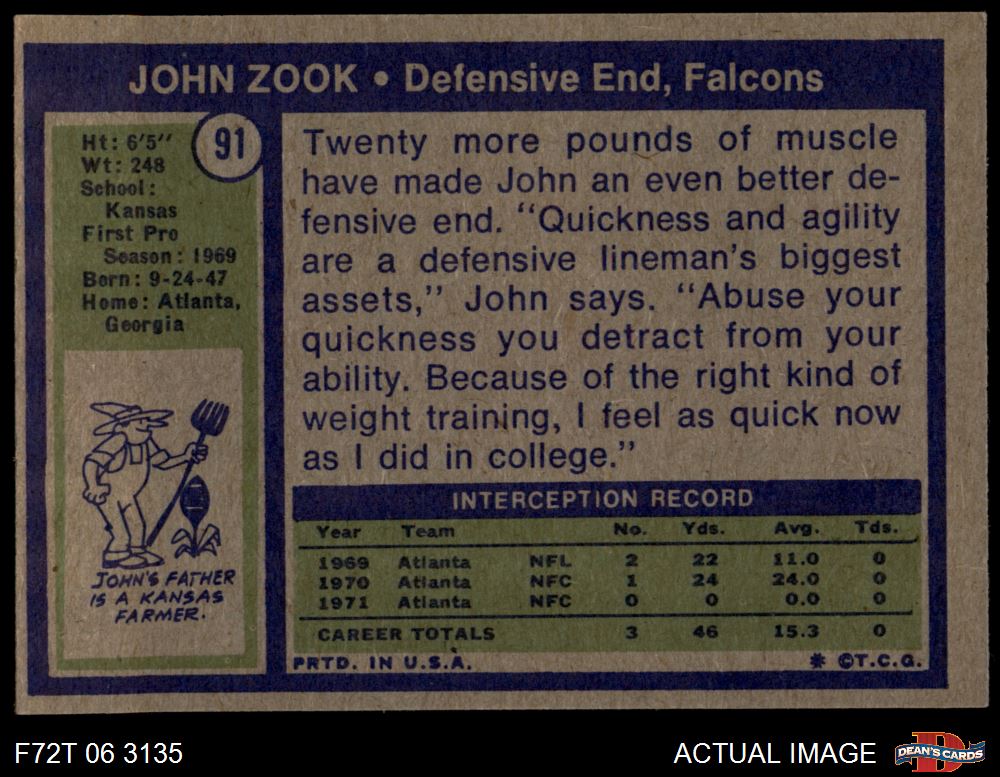 JOHN ZOOK • Defensive End, Falcons
91
Ht: 6'5''
Wt: 248
School:
Kansas
First Pro
Season: 1969
Born: 9-24-47
Home: Atlanta,
Georgia
JOHN'S FATHER
IS A KANSAS
FARMER.
Twenty more pounds of muscle
have made John an even better de-
fensive end. "Quickness and agility
are a defensive lineman's biggest
assets," John says. "Abuse your
quickness you detract from your
ability. Because of the right kind of
weight training, I feel as quick now
as I did in college."
INTERCEPTION RECORD
Year Team No. Yds. Avg. Tds.
1969 Atlanta NFL 2 22 11.0 0
1970 Atlanta NFC 1 24 24.0 0
1971 Atlanta NFC 0 0 0.0 0
CAREER TOTALS 3 46 15.3 0
PRTD. IN U.S.A. * ©T.C.G.
F72T 06 3135
ACTUAL IMAGE
D
DEAN'S CARDS